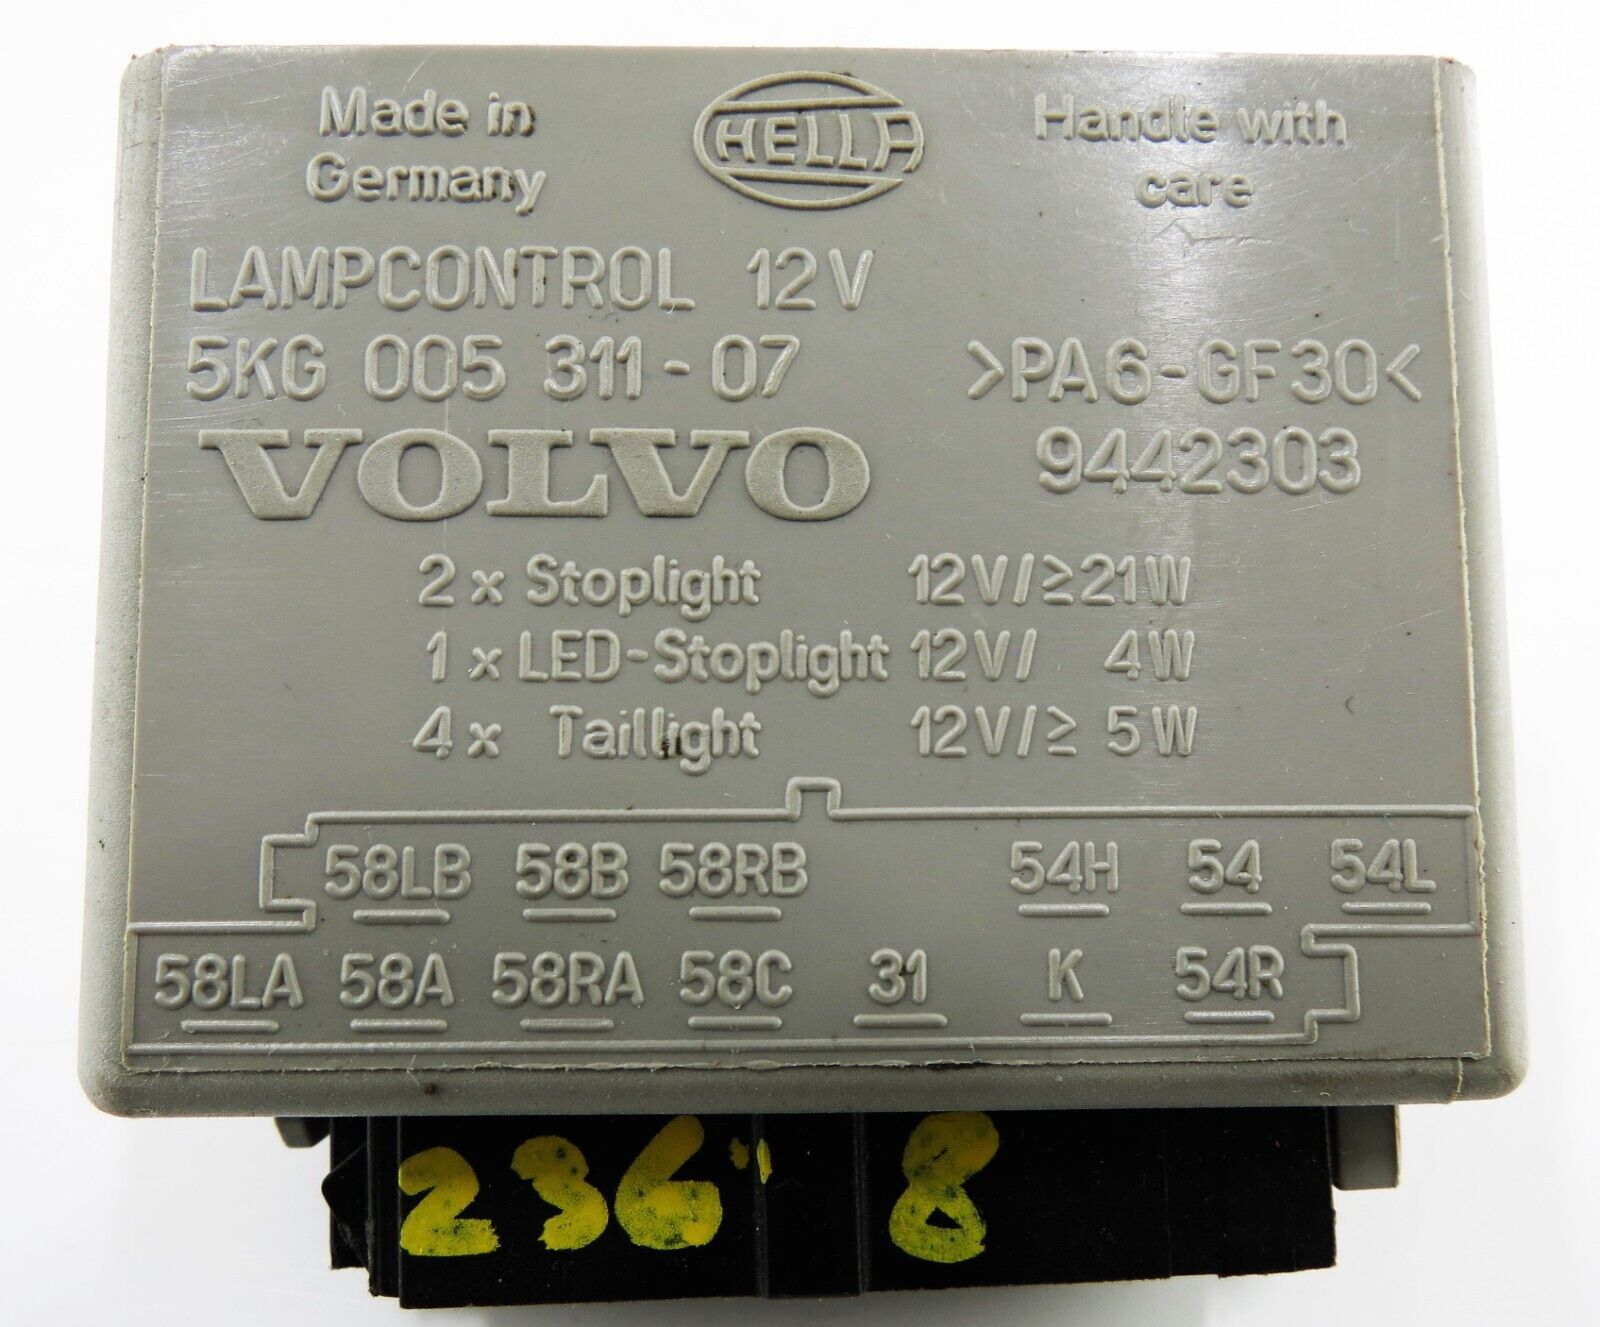 Made in
Germany
HELLA
Handle with
care
LAMPCONTROL 12V
5KG 005 311-07
>PA6-GF30<
VOLVO
9442303
2 x Stoplight 12V/≥21W
1 x LED-Stoplight 12V/ 4W
4 x Taillight 12V/≥ 5W
58LB 58B 58RB 54H 54 54L
58LA 58A 58RA 58C 31 K 54R
236 8